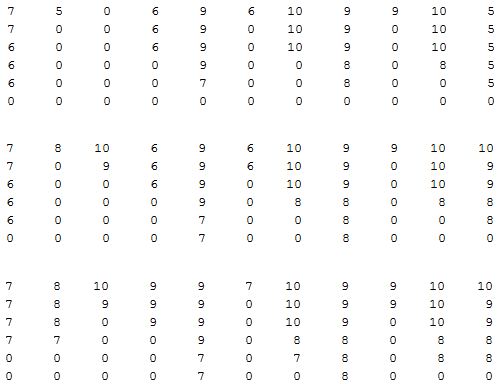 7 5 0 6 9 6 10 9 9 10 5
7 0 0 6 9 0 10 9 0 10 5
6 0 0 6 9 0 10 9 0 10 5
6 0 0 0 9 0 0 8 0 8 5
6 0 0 0 7 0 0 8 0 0 5
0 0 0 0 0 0 0 0 0 0 0
7 8 10 6 9 6 10 9 9 10 10
7 0 9 6 9 6 10 9 0 10 9
6 0 0 6 9 0 10 9 0 10 9
6 0 0 0 9 0 8 8 0 8 8
6 0 0 0 7 0 0 8 0 0 8
0 0 0 0 7 0 0 8 0 0 0
7 8 10 9 9 7 10 9 9 10 10
7 8 9 9 9 0 10 9 9 10 9
7 8 0 9 9 0 10 9 0 10 9
7 7 0 0 9 0 8 8 0 8 8
0 0 0 0 7 0 7 8 0 8 8
0 0 0 0 7 0 0 8 0 0 0